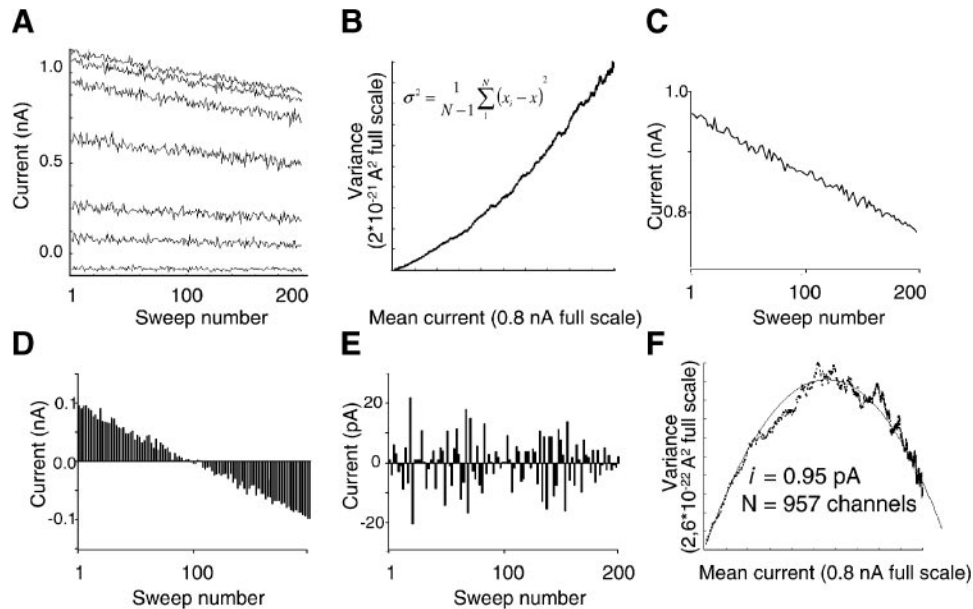 A
Current (nA)
1.0
0.5
0.0
1 100 200
Sweep number
B
Variance
(2*10⁻²¹ A² full scale)
σ² = 1/(N−1) Σ₁ᴺ (xᵢ − x)²
Mean current (0.8 nA full scale)
C
Current (nA)
1.0
0.8
1 100 200
Sweep number
D
Current (nA)
0.1
0.0
-0.1
1 100
Sweep number
E
Current (pA)
20
0
-20
1 100 200
Sweep number
F
Variance
(2,6*10⁻²² A² full scale)
i = 0.95 pA
N = 957 channels
Mean current (0.8 nA full scale)